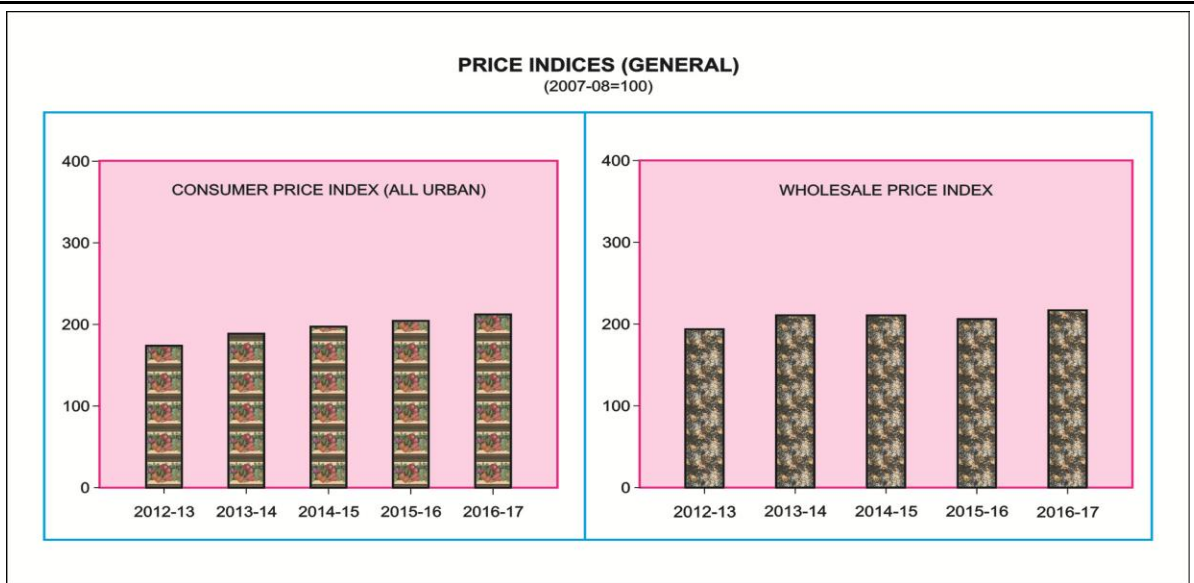 PRICE INDICES (GENERAL)
(2007-08=100)
CONSUMER PRICE INDEX (ALL URBAN)
400
300
200
100
0
2012-13 2013-14 2014-15 2015-16 2016-17
WHOLESALE PRICE INDEX
400
300
200
100
0
2012-13 2013-14 2014-15 2015-16 2016-17